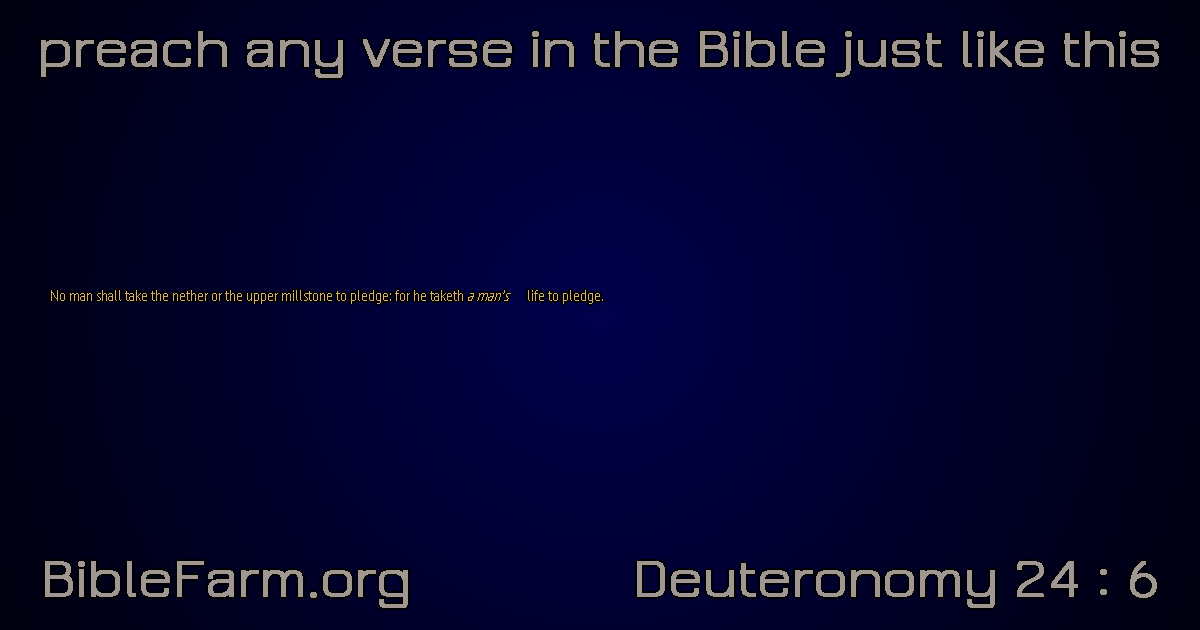 preach any verse in the Bible just like this
No man shall take the nether or the upper millstone to pledge: for he taketh a man's life to pledge.
BibleFarm.org
Deuteronomy 24 : 6